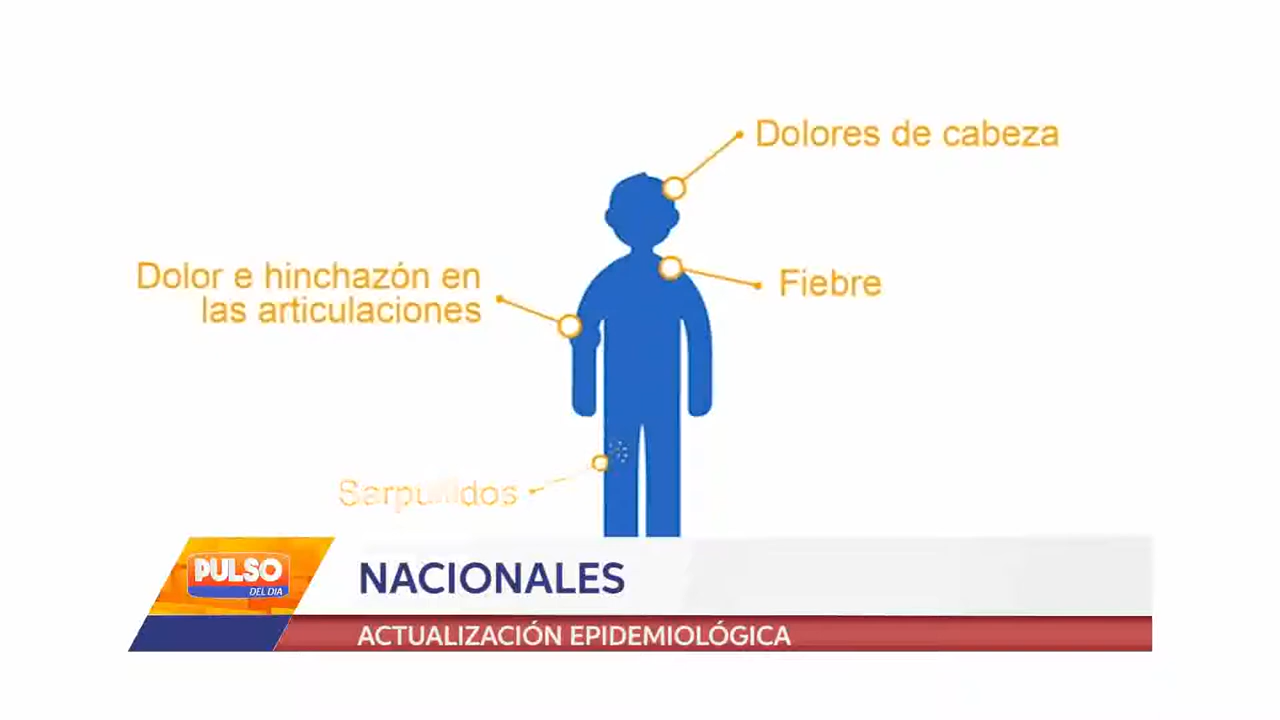 Dolores de cabeza
Dolor e hinchazón en
las articulaciones
Fiebre
Sarpullidos
PULSO
DEL DIA
NACIONALES
ACTUALIZACIÓN EPIDEMIOLÓGICA